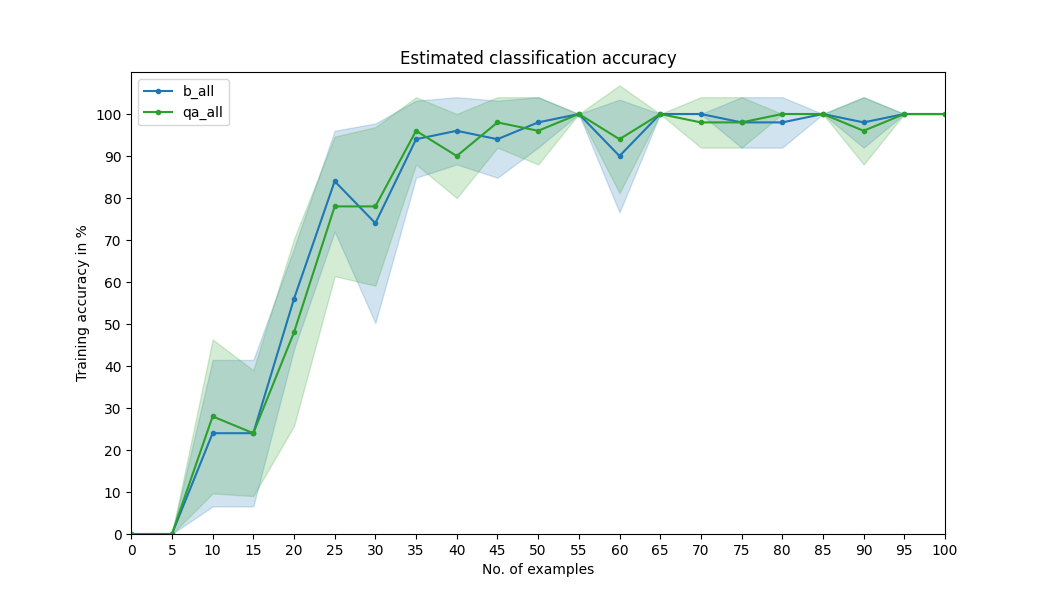 Estimated classification accuracy
b_all
qa_all
100
90
80
70
60
50
40
30
20
10
0
Training accuracy in %
0 5 10 15 20 25 30 35 40 45 50 55 60 65 70 75 80 85 90 95 100
No. of examples